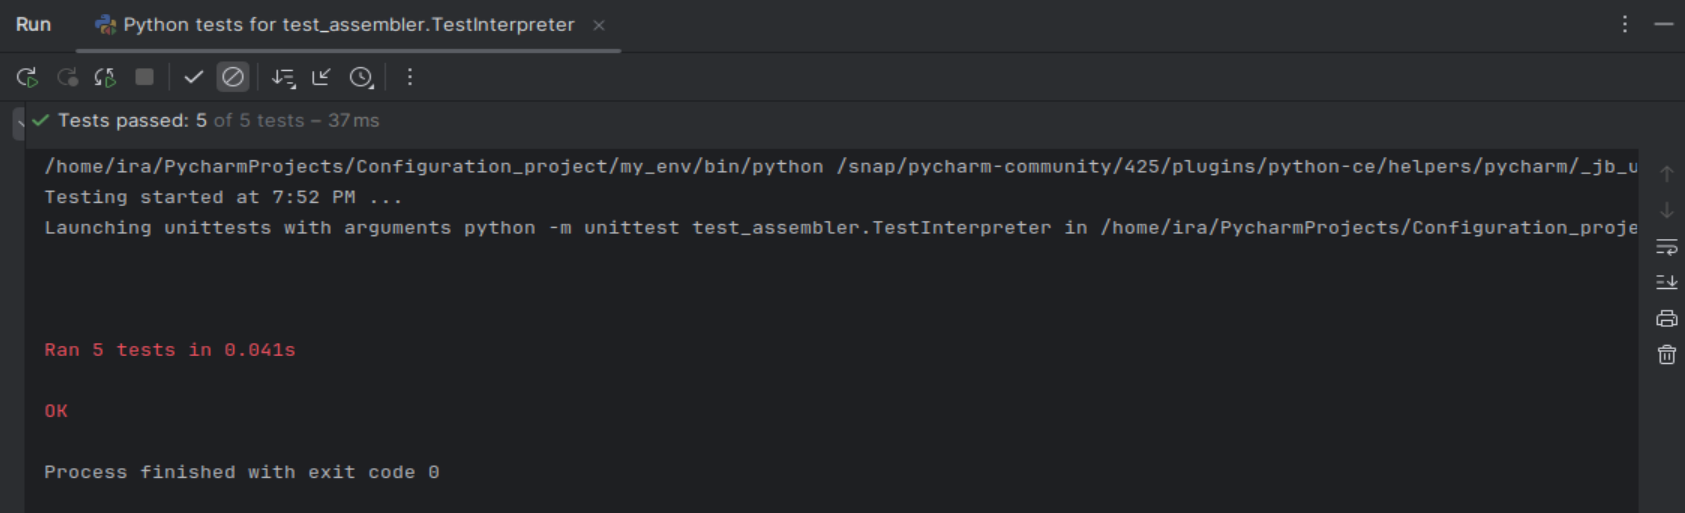 Run Python tests for test_assembler.TestInterpreter
Tests passed: 5 of 5 tests – 37 ms
/home/ira/PycharmProjects/Configuration_project/my_env/bin/python /snap/pycharm-community/425/plugins/python-ce/helpers/pycharm/_jb_u
Testing started at 7:52 PM ...
Launching unittests with arguments python -m unittest test_assembler.TestInterpreter in /home/ira/PycharmProjects/Configuration_proje
Ran 5 tests in 0.041s
OK
Process finished with exit code 0